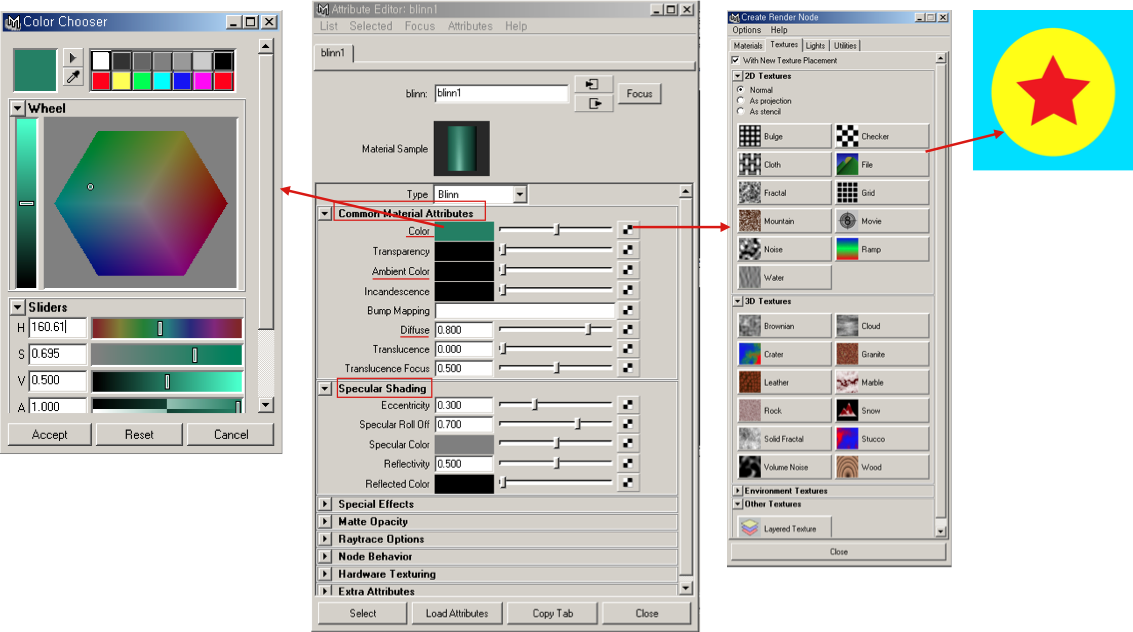 Color Chooser
Wheel
Sliders
H 160.61
S 0.695
V 0.500
A 1.000
Accept Reset Cancel
Attribute Editor: blinn1
List Selected Focus Attributes Help
blinn1
blinn: blinn1 Focus
Material Sample
Type Blinn
Common Material Attributes
Color
Transparency
Ambient Color
Incandescence
Bump Mapping
Diffuse 0.800
Translucence 0.000
Translucence Focus 0.500
Specular Shading
Eccentricity 0.300
Specular Roll Off 0.700
Specular Color
Reflectivity 0.500
Reflected Color
Special Effects
Matte Opacity
Raytrace Options
Node Behavior
Hardware Texturing
Extra Attributes
Select Load Attributes Copy Tab Close
Create Render Node
Options Help
Materials Textures Lights Utilities
With New Texture Placement
2D Textures
Normal
As projection
As stencil
Bulge Checker
Cloth File
Fractal Grid
Mountain Movie
Noise Ramp
Water
3D Textures
Brownian Cloud
Crater Granite
Leather Marble
Rock Snow
Solid Fractal Stucco
Volume Noise Wood
Environment Textures
Other Textures
Layered Texture
Close